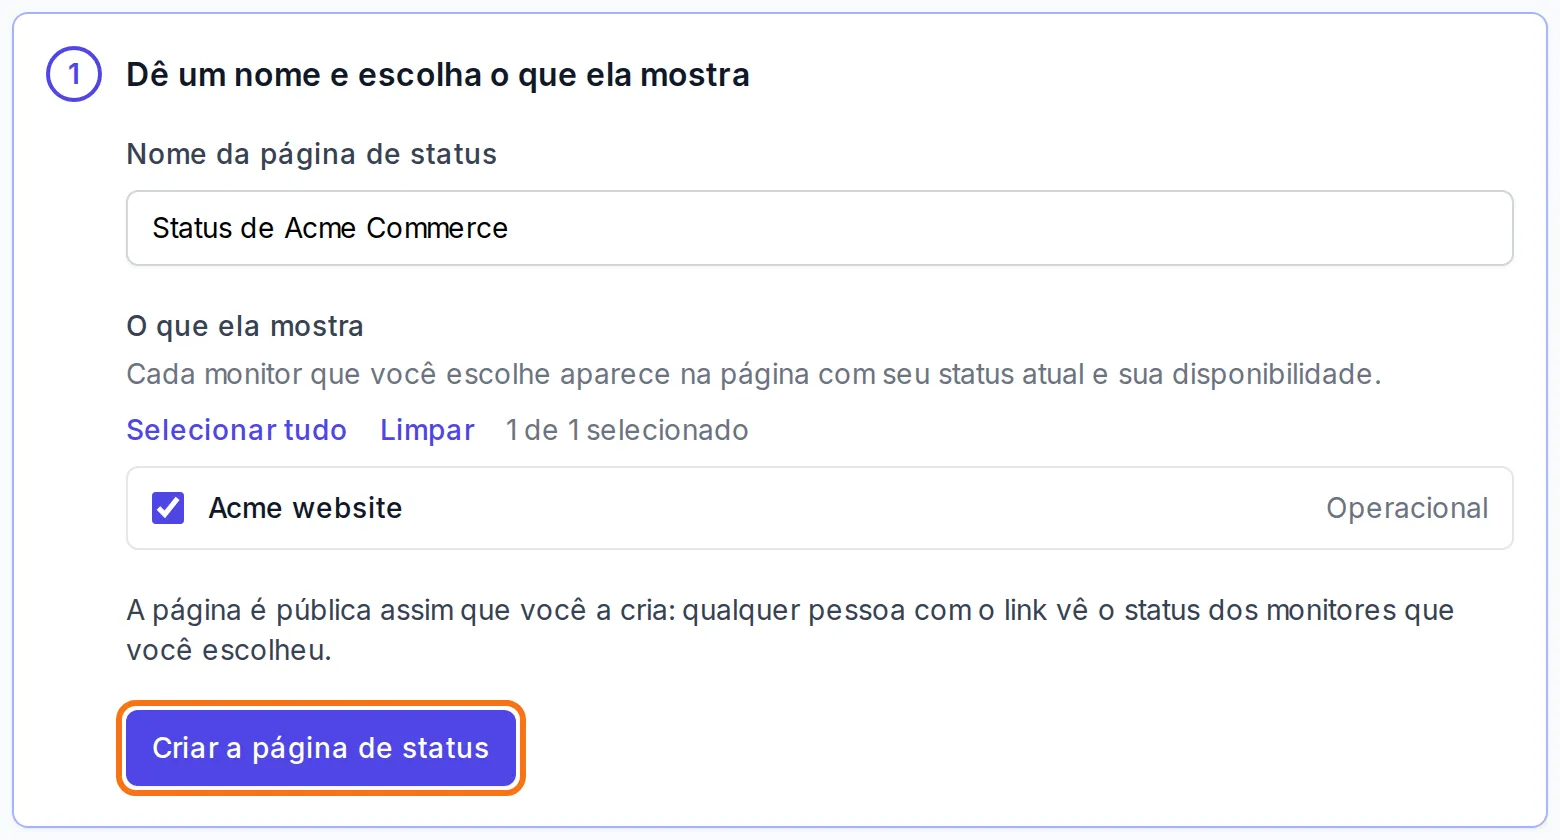 1
Dê um nome e escolha o que ela mostra
Nome da página de status
Status de Acme Commerce
O que ela mostra
Cada monitor que você escolhe aparece na página com seu status atual e sua disponibilidade.
Selecionar tudo Limpar 1 de 1 selecionado
Acme website Operacional
A página é pública assim que você a cria: qualquer pessoa com o link vê o status dos monitores que
você escolheu.
Criar a página de status